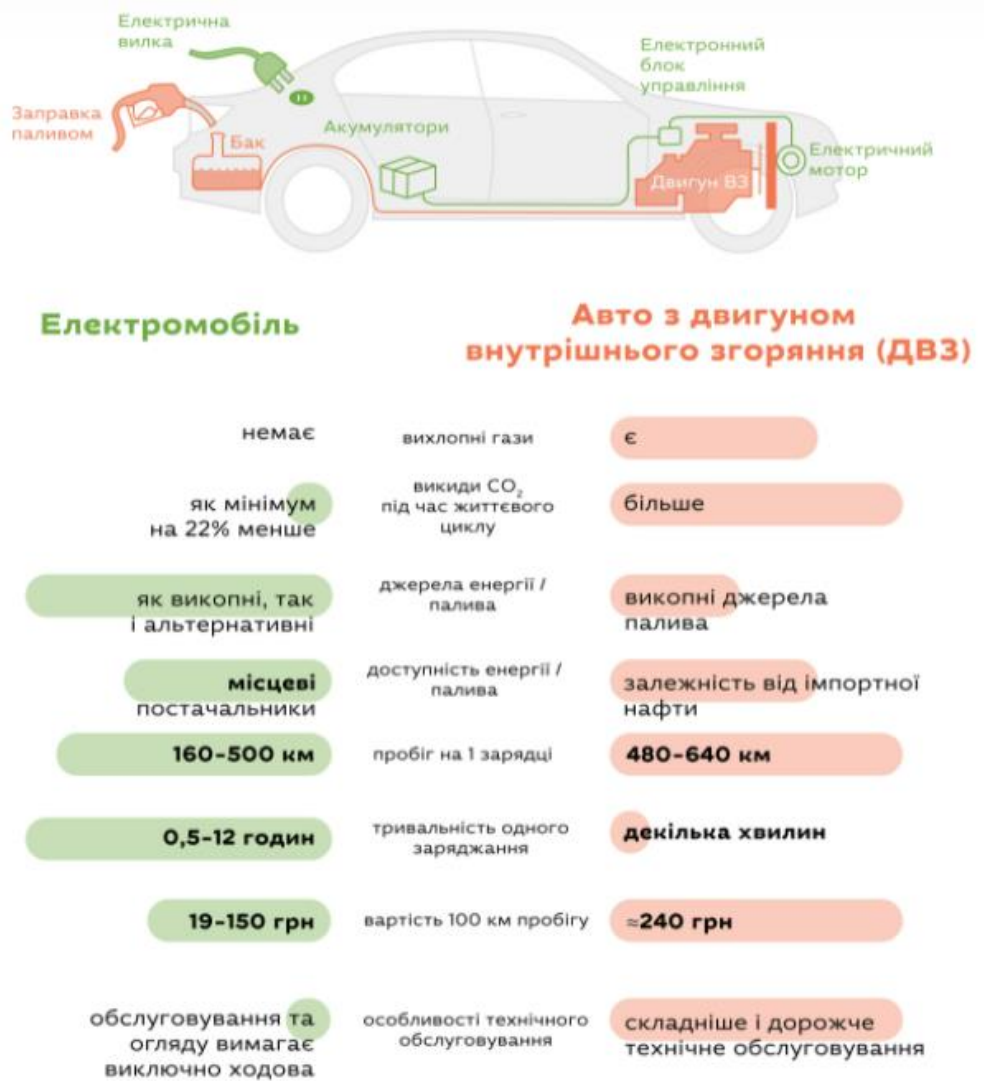 Електрична
вилка
Заправка
паливом
Бак
Акумулятори
Електронний
блок
управління
Двигун ВЗ
Електричний
мотор
Електромобіль
Авто з двигуном
внутрішнього згоряння (ДВЗ)
немає
вихлопні гази
є
як мінімум
на 22% менше
викиди CO₂
під час життєвого
циклу
більше
як викопні, так
і альтернативні
джерела енергії /
палива
викопні джерела
палива
місцеві
постачальники
доступність енергії /
палива
залежність від імпортної
нафти
160-500 км
пробіг на 1 зарядці
480-640 км
0,5-12 годин
тривальність одного
заряджання
декілька хвилин
19-150 грн
вартість 100 км пробігу
≈240 грн
обслуговування та
огляду вимагає
виключно ходова
особливості технічного
обслуговування
складніше і дорожче
технічне обслуговування